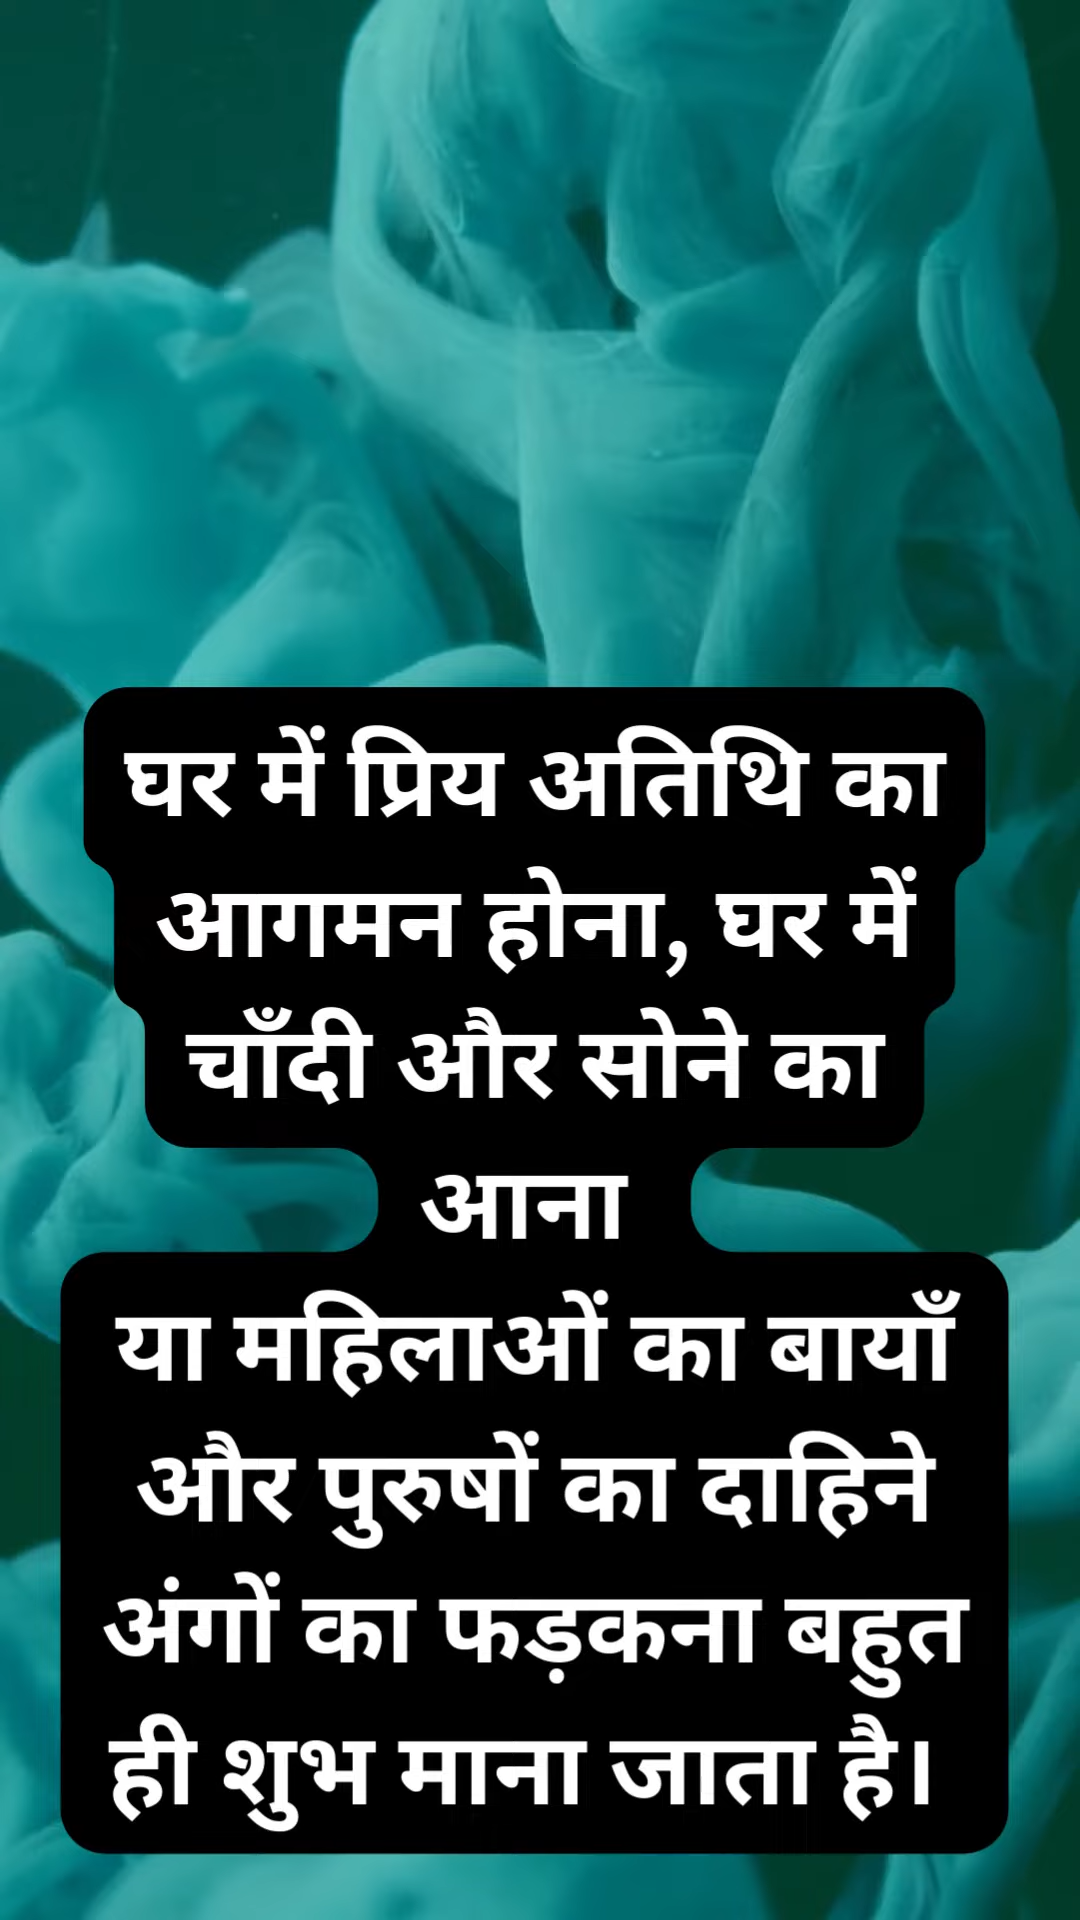 घर में प्रिय अतिथि का
आगमन होना, घर में
चाँदी और सोने का
आना
या महिलाओं का बायाँ
और पुरुषों का दाहिने
अंगों का फड़कना बहुत
ही शुभ माना जाता है।